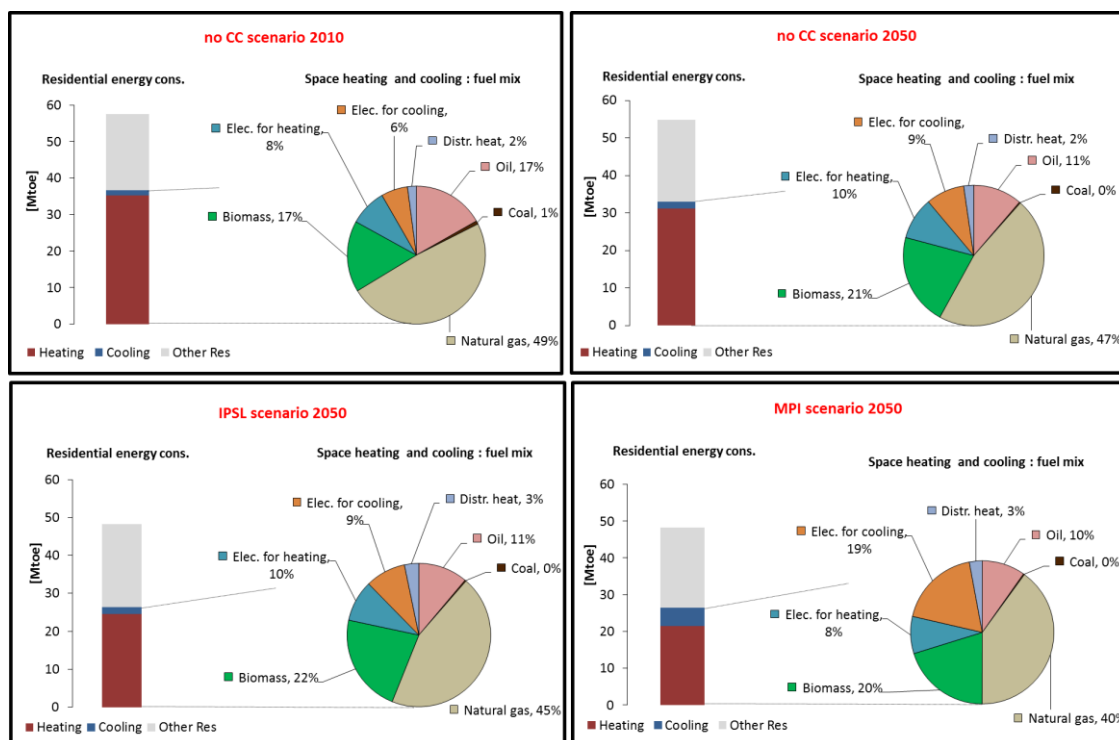 no CC scenario 2010
Residential energy cons.
Space heating and cooling : fuel mix
[Mtoe]
60
50
40
30
20
10
0
Elec. for cooling,
6%
Elec. for heating,
8%
Distr. heat, 2%
Oil, 17%
Coal, 1%
Biomass, 17%
Natural gas, 49%
Heating Cooling Other Res
no CC scenario 2050
Residential energy cons.
Space heating and cooling : fuel mix
60
50
40
30
20
10
0
Elec. for cooling,
9%
Distr. heat, 2%
Oil, 11%
Elec. for heating,
10%
Coal, 0%
Biomass, 21%
Natural gas, 47%
Heating Cooling Other Res
IPSL scenario 2050
Residential energy cons.
Space heating and cooling : fuel mix
[Mtoe]
60
50
40
30
20
10
0
Elec. for cooling,
9%
Distr. heat, 3%
Oil, 11%
Elec. for heating,
10%
Coal, 0%
Biomass, 22%
Natural gas, 45%
Heating Cooling Other Res
MPI scenario 2050
Residential energy cons.
Space heating and cooling : fuel mix
[Mtoe]
60
50
40
30
20
10
0
Distr. heat, 3%
Elec. for cooling,
19%
Oil, 10%
Coal, 0%
Elec. for heating,
8%
Biomass, 20%
Natural gas, 40%
Heating Cooling Other Res